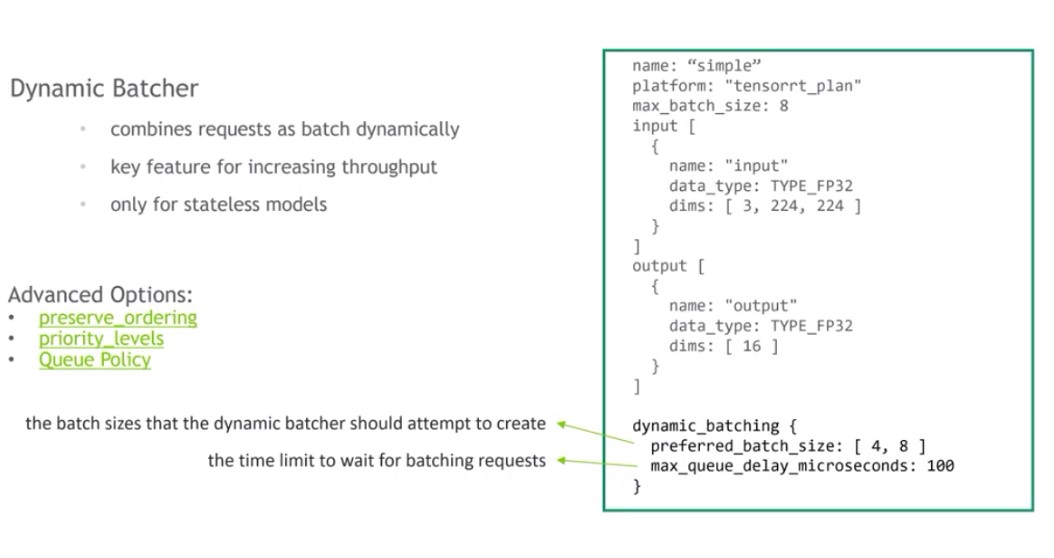 Dynamic Batcher
• combines requests as batch dynamically
• key feature for increasing throughput
• only for stateless models
Advanced Options:
• preserve_ordering
• priority_levels
• Queue Policy
the batch sizes that the dynamic batcher should attempt to create
the time limit to wait for batching requests
name: “simple”
platform: "tensorrt_plan"
max_batch_size: 8
input [
{
name: "input"
data_type: TYPE_FP32
dims: [ 3, 224, 224 ]
}
]
output [
{
name: "output"
data_type: TYPE_FP32
dims: [ 16 ]
}
]
dynamic_batching {
preferred_batch_size: [ 4, 8 ]
max_queue_delay_microseconds: 100
}